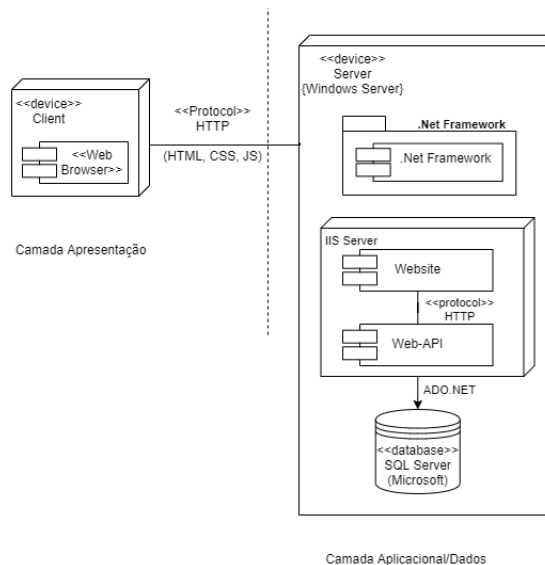 <<device>>
Client
<<Web
Browser>>
Camada Apresentação
<<Protocol>>
HTTP
(HTML, CSS, JS)
<<device>>
Server
{Windows Server}
.Net Framework
.Net Framework
IIS Server
Website
<<protocol>>
HTTP
Web-API
ADO.NET
<<database>>
SQL Server
(Microsoft)
Camada Aplicacional/Dados